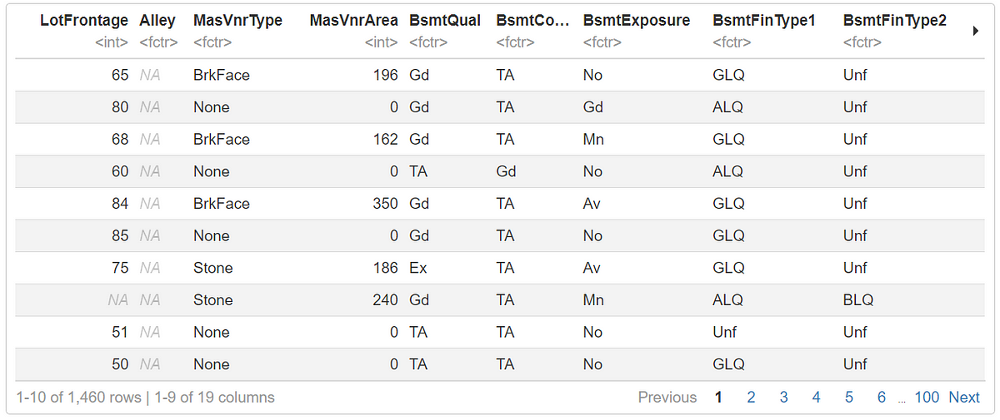 LotFrontage Alley MasVnrType MasVnrArea BsmtQual BsmtCo... BsmtExposure BsmtFinType1 BsmtFinType2
<int> <fctr> <fctr> <int> <fctr> <fctr> <fctr> <fctr> <fctr>
65 NA BrkFace 196 Gd TA No GLQ Unf
80 NA None 0 Gd TA Gd ALQ Unf
68 NA BrkFace 162 Gd TA Mn GLQ Unf
60 NA None 0 TA Gd No ALQ Unf
84 NA BrkFace 350 Gd TA Av GLQ Unf
85 NA None 0 Gd TA No GLQ Unf
75 NA Stone 186 Ex TA Av GLQ Unf
NA NA Stone 240 Gd TA Mn ALQ BLQ
51 NA None 0 TA TA No Unf Unf
50 NA None 0 TA TA No GLQ Unf
1-10 of 1,460 rows | 1-9 of 19 columns Previous 1 2 3 4 5 6 ... 100 Next